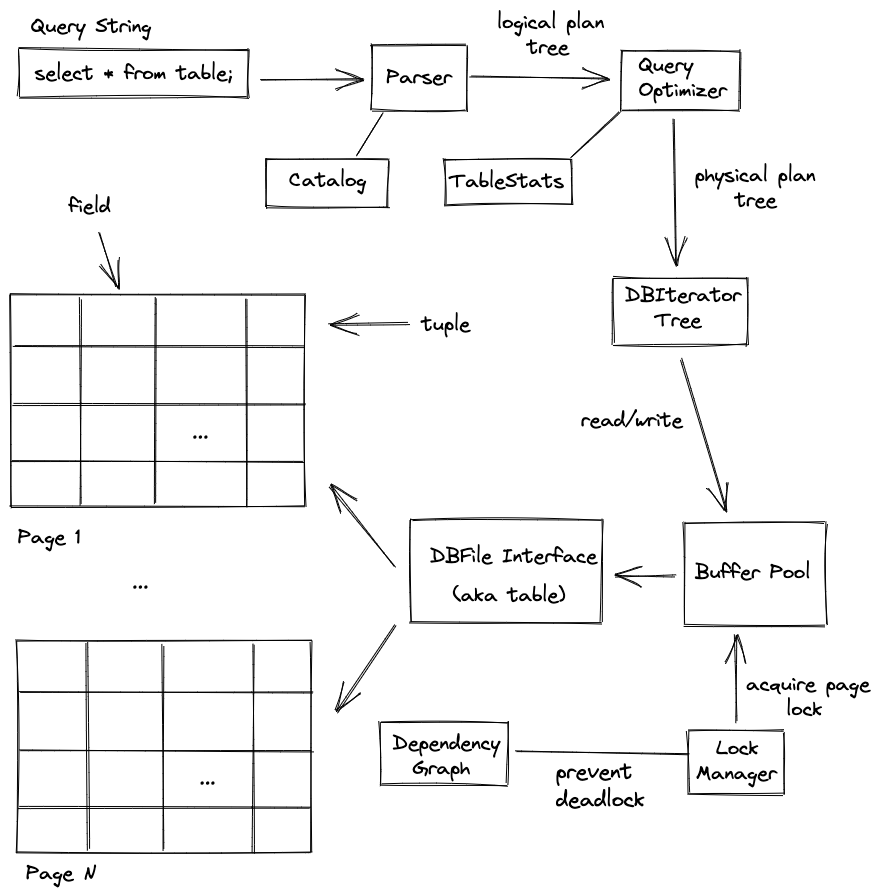 Query String
select * from table;
Parser
logical plan
tree
Query
Optimizer
Catalog
TableStats
physical plan
tree
field
DBIterator
Tree
tuple
read/write
...
Page 1
DBFile Interface
(aka table)
Buffer Pool
...
acquire page
lock
Dependency
Graph
prevent
deadlock
Lock
Manager
...
Page N